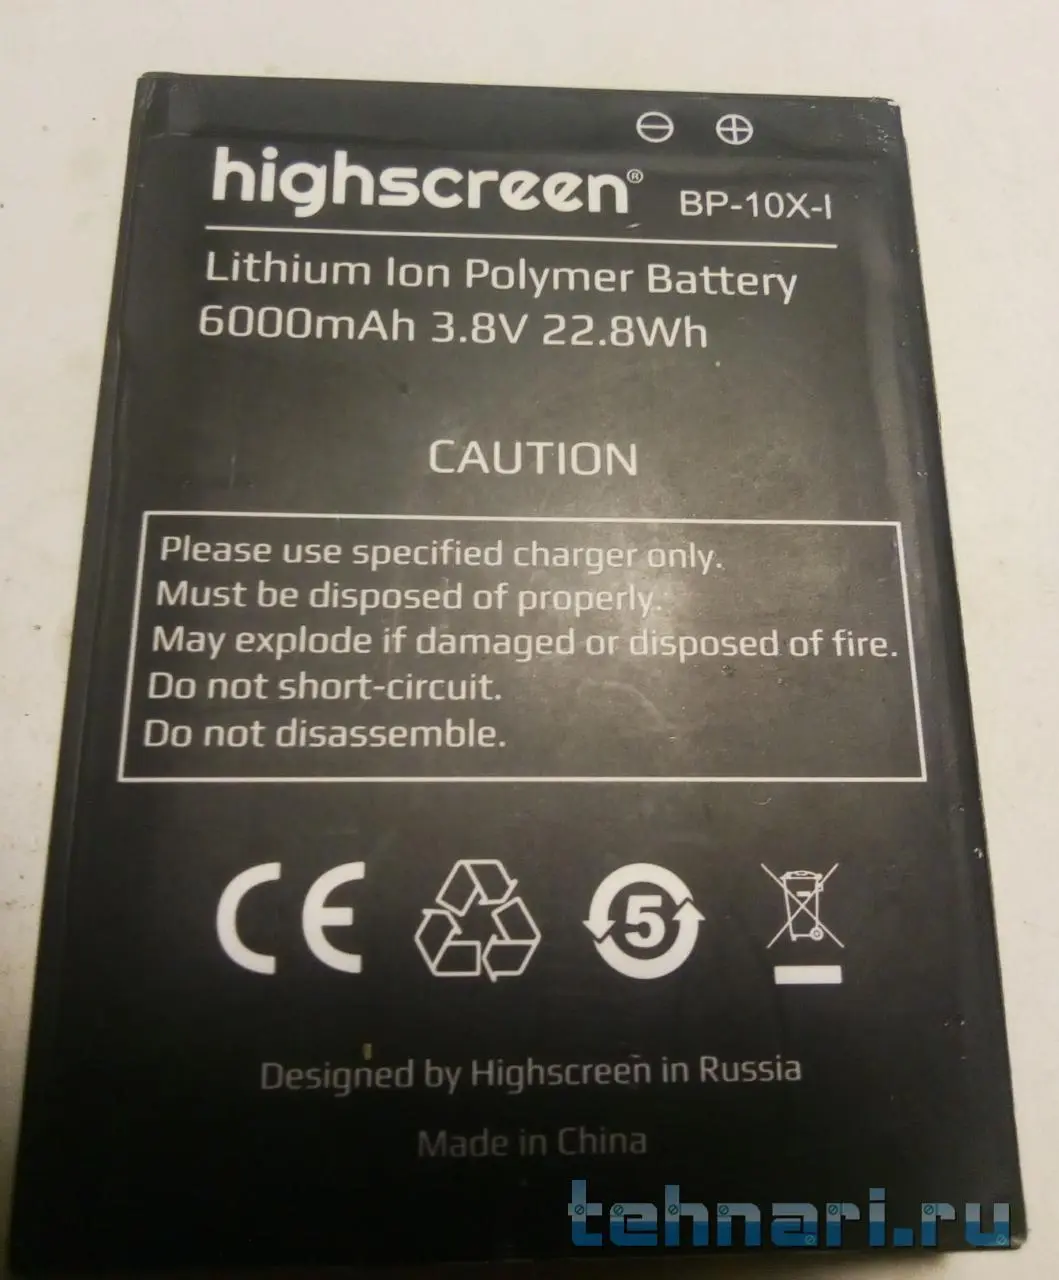 highscreen® BP-10X-I
Lithium Ion Polymer Battery
6000mAh 3.8V 22.8Wh
CAUTION
Please use specified charger only.
Must be disposed of properly.
May explode if damaged or disposed of fire.
Do not short-circuit.
Do not disassemble.
CE 5
Designed by Highscreen in Russia
Made in China
tehnari.ru